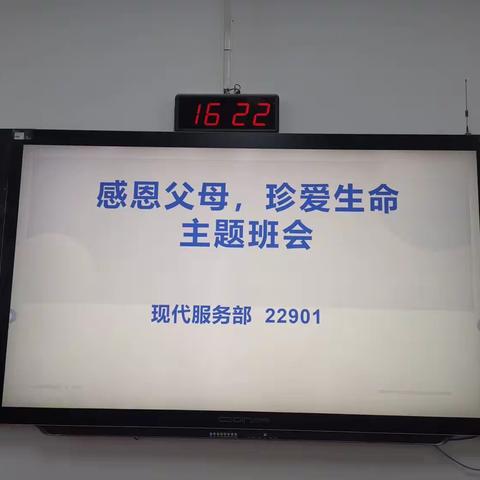 16 22
感恩父母，珍爱生命
主题班会
现代服务部 22901